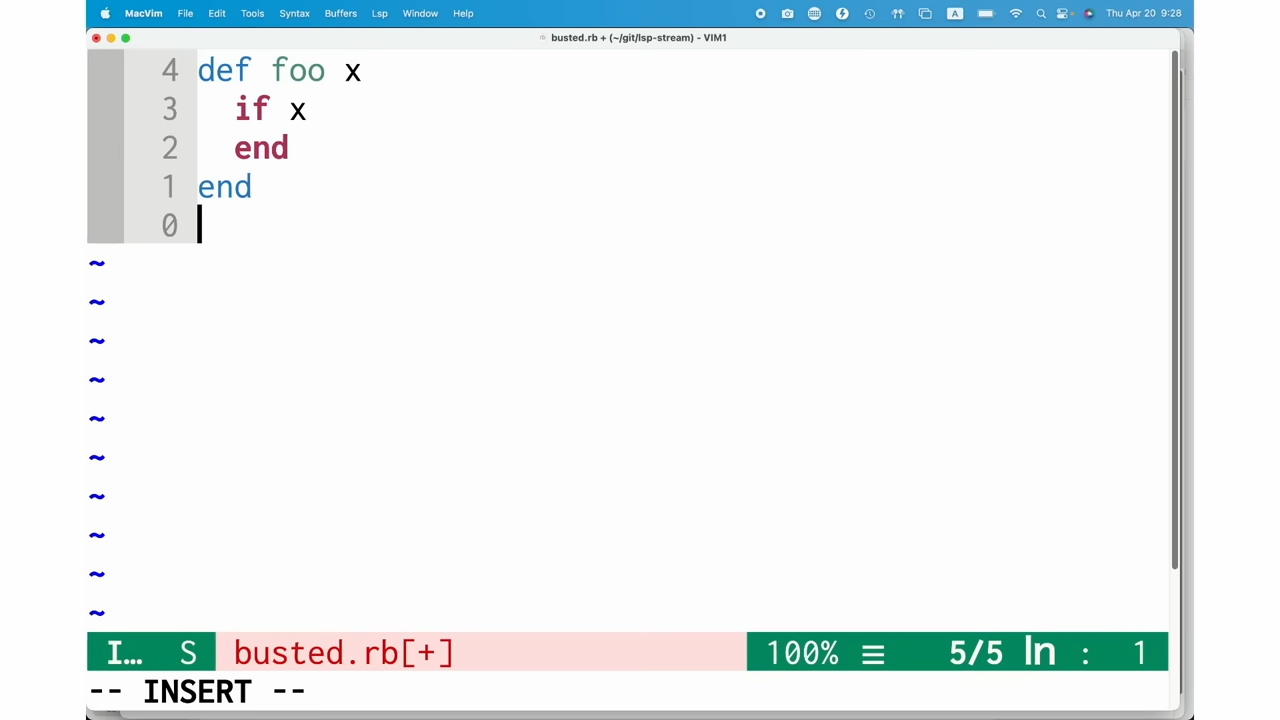 MacVim File Edit Tools Syntax Buffers Lsp Window Help A Thu Apr 20 9:28
busted.rb + (~/git/lsp-stream) - VIM1
4 def foo x
3   if x
2   end
1 end
0
~
~
~
~
~
~
~
~
~
~
I… S busted.rb[+] 100% ☰ 5/5 ln : 1
-- INSERT --